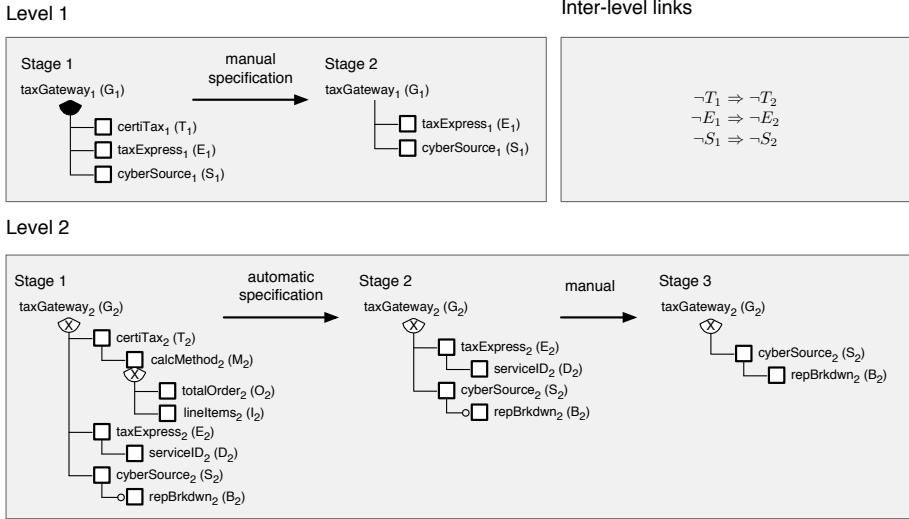 Level 1
Inter-level links
Stage 1
manual
specification
Stage 2
taxGateway₁ (G₁)
certiTax₁ (T₁)
taxExpress₁ (E₁)
cyberSource₁ (S₁)
taxGateway₁ (G₁)
taxExpress₁ (E₁)
cyberSource₁ (S₁)
¬T₁ ⇒ ¬T₂
¬E₁ ⇒ ¬E₂
¬S₁ ⇒ ¬S₂
Level 2
Stage 1
automatic
specification
Stage 2
manual
Stage 3
taxGateway₂ (G₂)
X
certiTax₂ (T₂)
calcMethod₂ (M₂)
X
totalOrder₂ (O₂)
lineItems₂ (I₂)
taxExpress₂ (E₂)
serviceID₂ (D₂)
cyberSource₂ (S₂)
repBrkdwn₂ (B₂)
taxGateway₂ (G₂)
X
taxExpress₂ (E₂)
serviceID₂ (D₂)
cyberSource₂ (S₂)
repBrkdwn₂ (B₂)
taxGateway₂ (G₂)
X
cyberSource₂ (S₂)
repBrkdwn₂ (B₂)